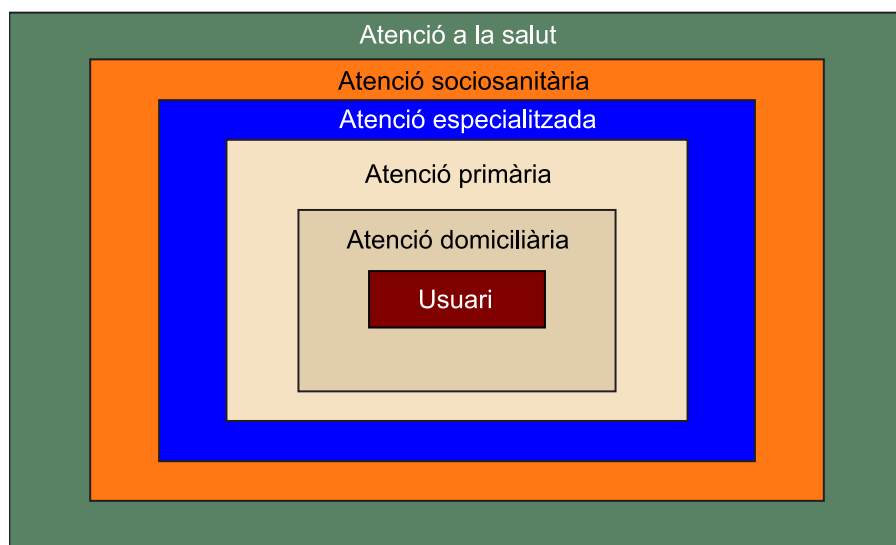 Atenció a la salut
Atenció sociosanitària
Atenció especialitzada
Atenció primària
Atenció domiciliària
Usuari